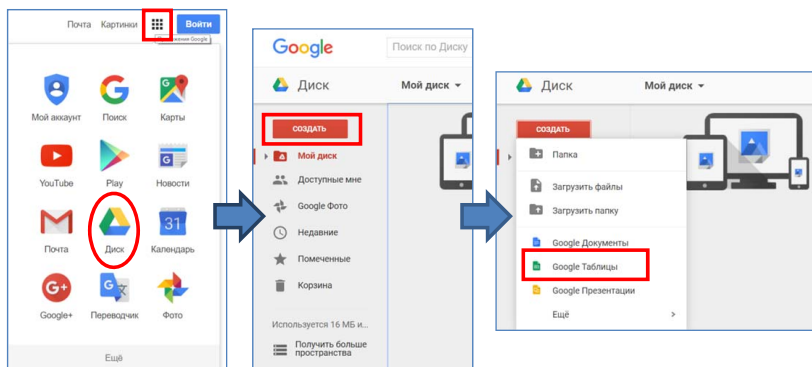 Почта Картинки Войти
Мой аккаунт Поиск Карты
YouTube Play Новости
31
Почта Диск Календарь
Google+ Переводчик Фото
Ещё
Google Поиск по Диску
Диск Мой диск
СОЗДАТЬ
Мой диск
Доступные мне
Google Фото
Недавние
Помеченные
Корзина
Используется 16 МБ и...
Получить больше
пространства
Диск Мой диск
СОЗДАТЬ
Папка
Загрузить файлы
Загрузить папку
Google Документы
Google Таблицы
Google Презентации
Ещё